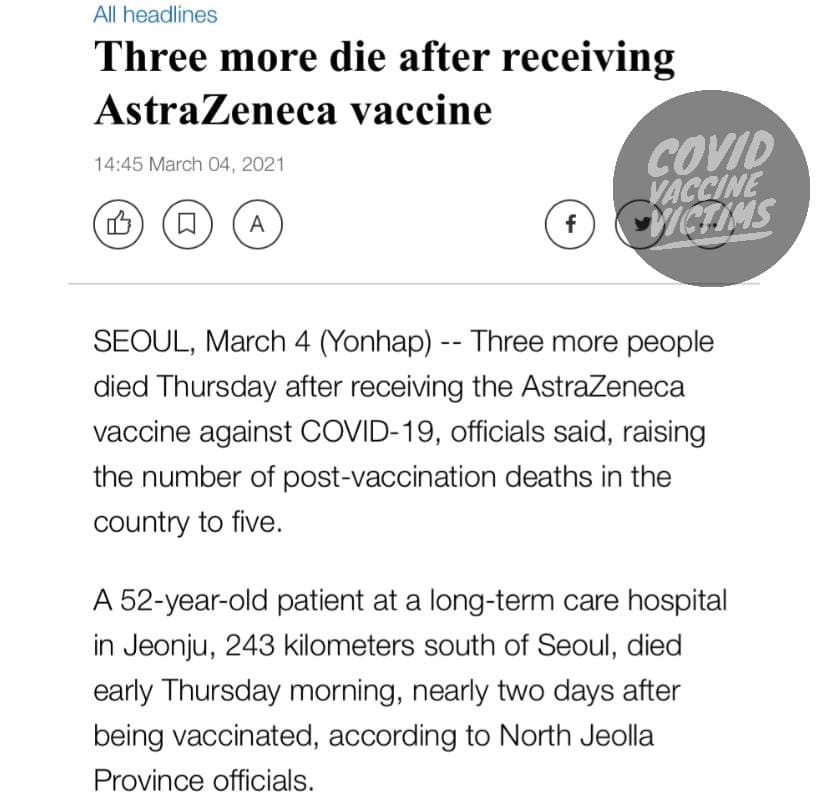 All headlines
Three more die after receiving
AstraZeneca vaccine
14:45 March 04, 2021
COVID
VACCINE
VICTIMS
A
f
SEOUL, March 4 (Yonhap) -- Three more people
died Thursday after receiving the AstraZeneca
vaccine against COVID-19, officials said, raising
the number of post-vaccination deaths in the
country to five.
A 52-year-old patient at a long-term care hospital
in Jeonju, 243 kilometers south of Seoul, died
early Thursday morning, nearly two days after
being vaccinated, according to North Jeolla
Province officials.